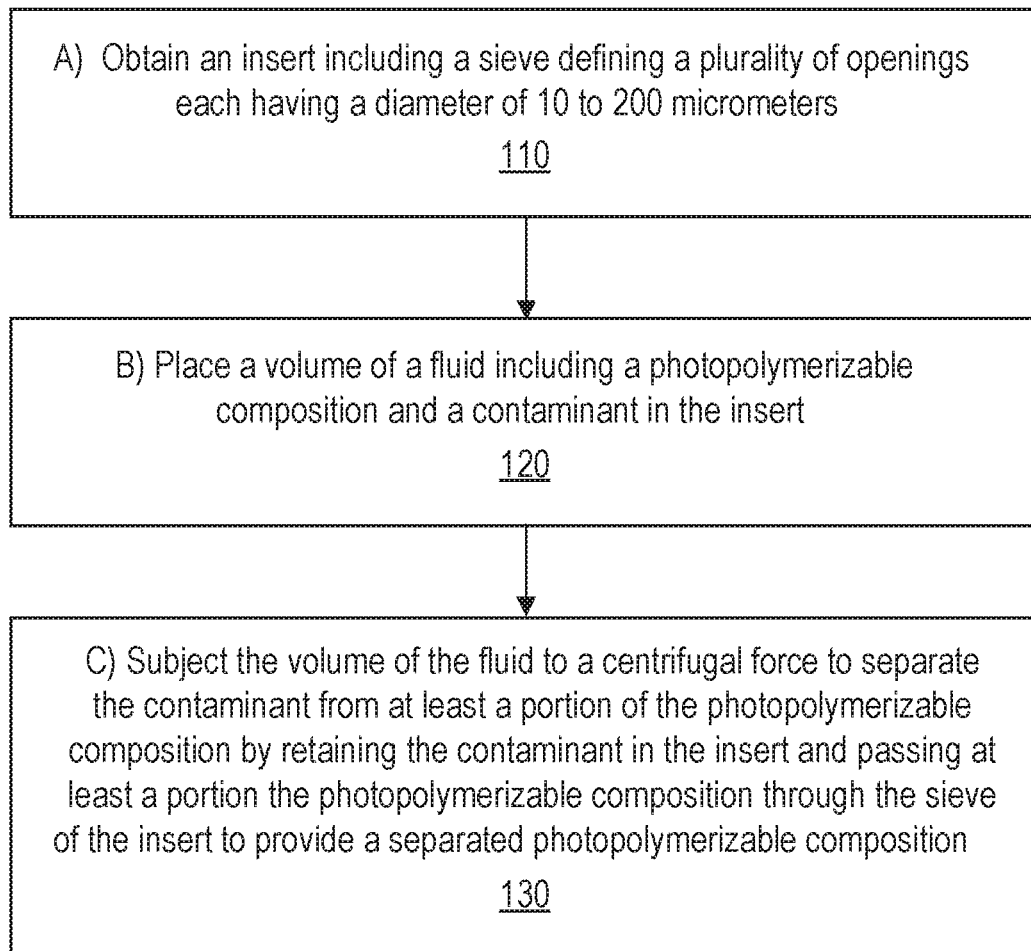 A) Obtain an insert including a sieve defining a plurality of openings
each having a diameter of 10 to 200 micrometers
110
B) Place a volume of a fluid including a photopolymerizable
composition and a contaminant in the insert
120
C) Subject the volume of the fluid to a centrifugal force to separate
the contaminant from at least a portion of the photopolymerizable
composition by retaining the contaminant in the insert and passing at
least a portion the photopolymerizable composition through the sieve
of the insert to provide a separated photopolymerizable composition
130